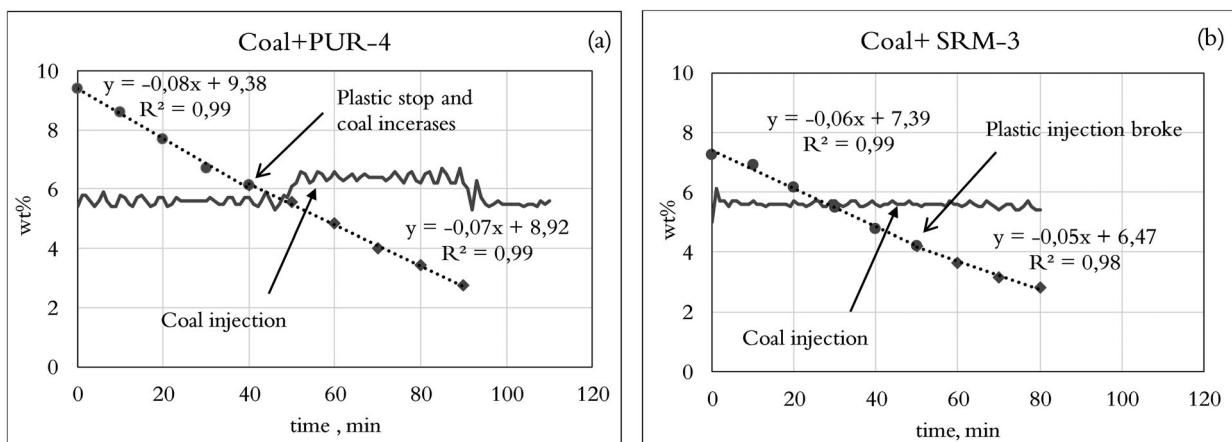 Coal+PUR-4
(a)
10
8
6
4
2
0
wt%
y = -0,08x + 9,38
R² = 0,99
Plastic stop and
coal incerases
y = -0,07x + 8,92
R² = 0,99
Coal injection
0 20 40 60 80 100 120
time , min
Coal+ SRM-3
(b)
10
8
6
4
2
0
wt%
y = -0,06x + 7,39
R² = 0,99
Plastic injection broke
y = -0,05x + 6,47
R² = 0,98
Coal injection
0 20 40 60 80 100 120
time, min